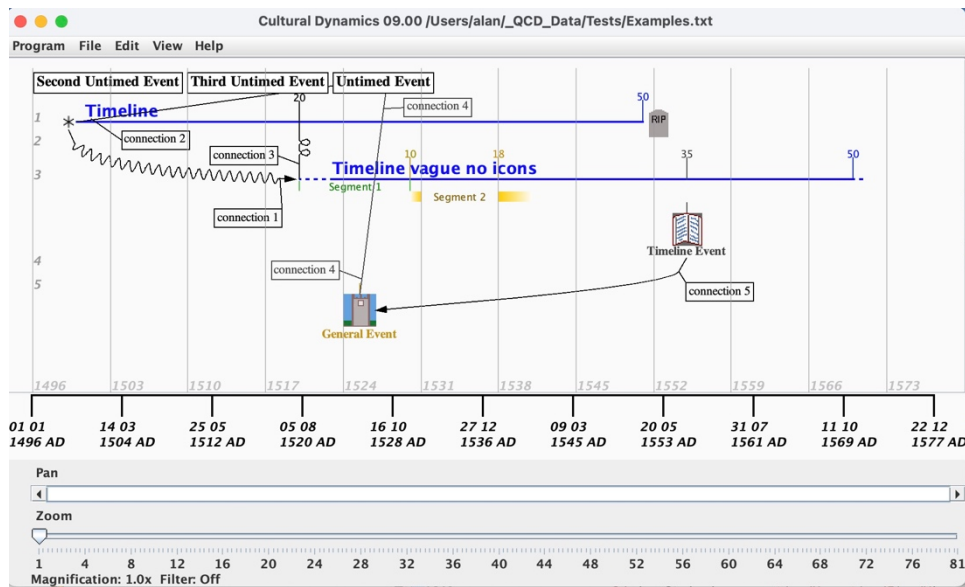 Cultural Dynamics 09.00 /Users/alan/_QCD_Data/Tests/Examples.txt
Program File Edit View Help
Second Untimed Event Third Untimed Event Untimed Event
50
20
connection 4
Timeline
RIP
1
connection 2
2
connection 3
10 18 35 50
Timeline vague no icons
3
Segment 1
Segment 2
connection 1
Timeline Event
4
connection 4
5
connection 5
General Event
1496 1503 1510 1517 1524 1531 1538 1545 1552 1559 1566 1573
01 01 14 03 25 05 05 08 16 10 27 12 09 03 20 05 31 07 11 10 22 12
1496 AD 1504 AD 1512 AD 1520 AD 1528 AD 1536 AD 1545 AD 1553 AD 1561 AD 1569 AD 1577 AD
Pan
Zoom
1 4 8 12 16 20 24 28 32 36 40 44 48 52 56 60 64 68 72 76 81
Magnification: 1.0x Filter: Off